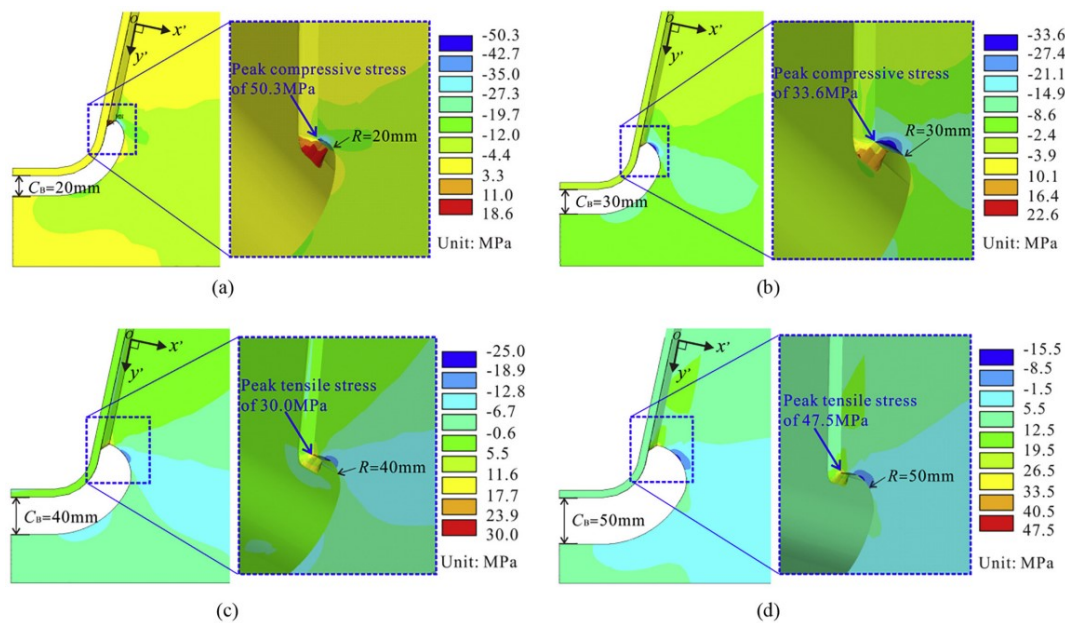 O
x'
y'
Peak compressive stress
of 50.3MPa
R=20mm
C_B=20mm
-50.3
-42.7
-35.0
-27.3
-19.7
-12.0
-4.4
3.3
11.0
18.6
Unit: MPa
(a)
O
x'
y'
Peak compressive stress
of 33.6MPa
R=30mm
C_B=30mm
-33.6
-27.4
-21.1
-14.9
-8.6
-2.4
-3.9
10.1
16.4
22.6
Unit: MPa
(b)
O
x'
y'
Peak tensile stress
of 30.0MPa
R=40mm
C_B=40mm
-25.0
-18.9
-12.8
-6.7
-0.6
5.5
11.6
17.7
23.9
30.0
Unit: MPa
(c)
O
x'
y'
Peak tensile stress
of 47.5MPa
R=50mm
C_B=50mm
-15.5
-8.5
-1.5
5.5
12.5
19.5
26.5
33.5
40.5
47.5
Unit: MPa
(d)